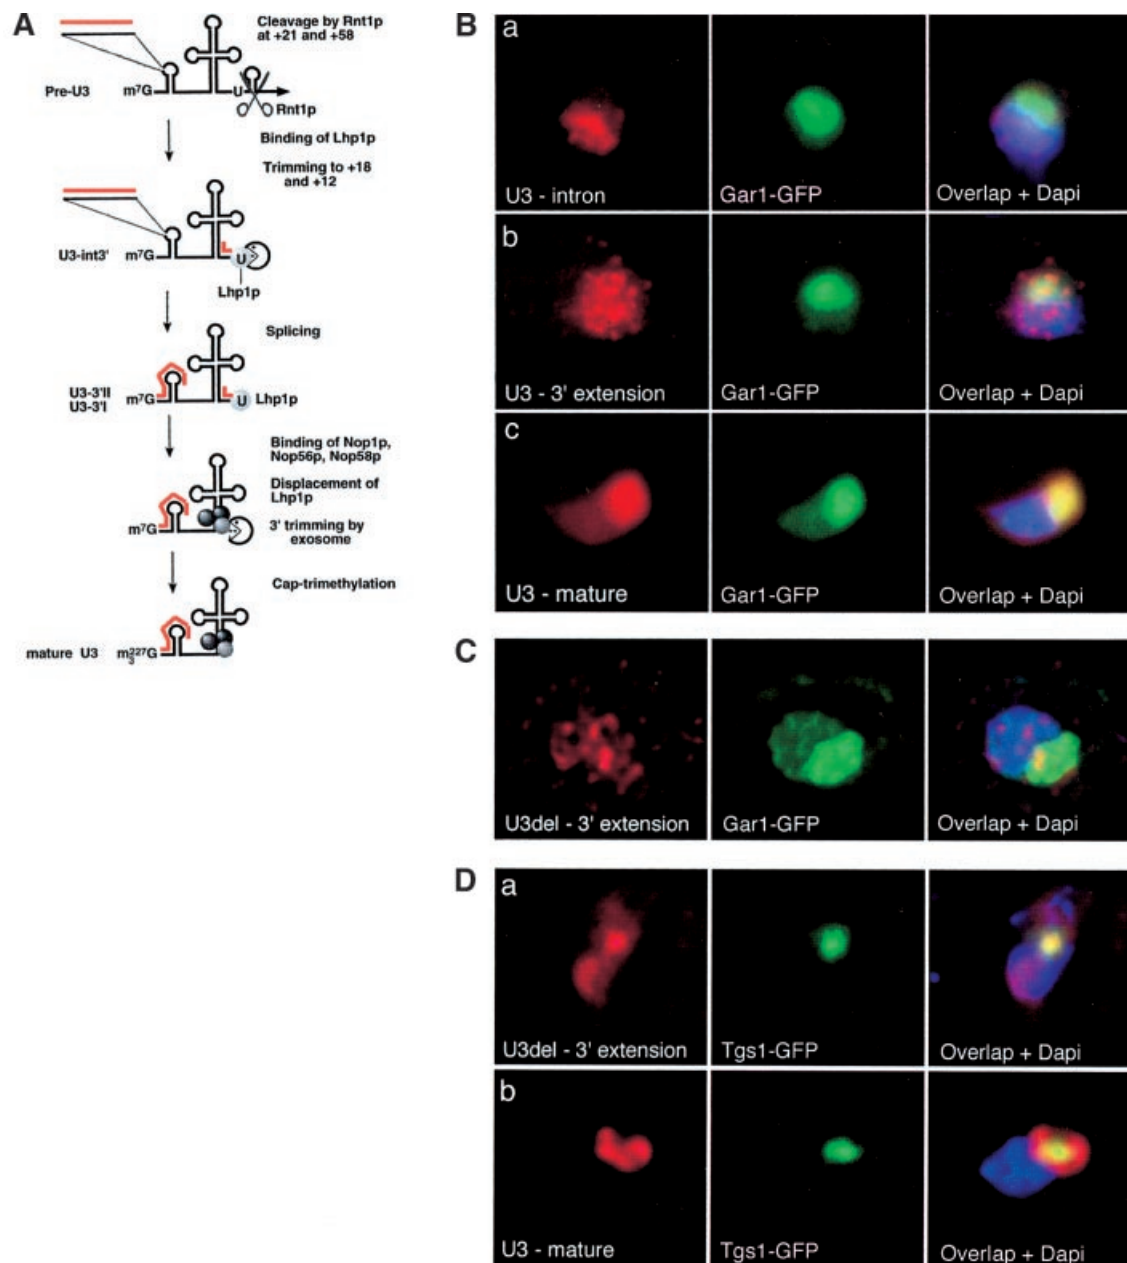 A
Cleavage by Rnt1p
at +21 and +58
Pre-U3
m7G
U
Rnt1p
Binding of Lhp1p
Trimming to +18
and +12
U3-int3'
m7G
U
Lhp1p
Splicing
U3-3'II
U3-3'I
m7G
U
Lhp1p
Binding of Nop1p,
Nop56p, Nop58p
Displacement of
Lhp1p
m7G
3' trimming by
exosome
Cap-trimethylation
mature U3
m3227G
B
a
U3 - intron
Gar1-GFP
Overlap + Dapi
b
U3 - 3' extension
Gar1-GFP
Overlap + Dapi
c
U3 - mature
Gar1-GFP
Overlap + Dapi
C
U3del - 3' extension
Gar1-GFP
Overlap + Dapi
D
a
U3del - 3' extension
Tgs1-GFP
Overlap + Dapi
b
U3 - mature
Tgs1-GFP
Overlap + Dapi